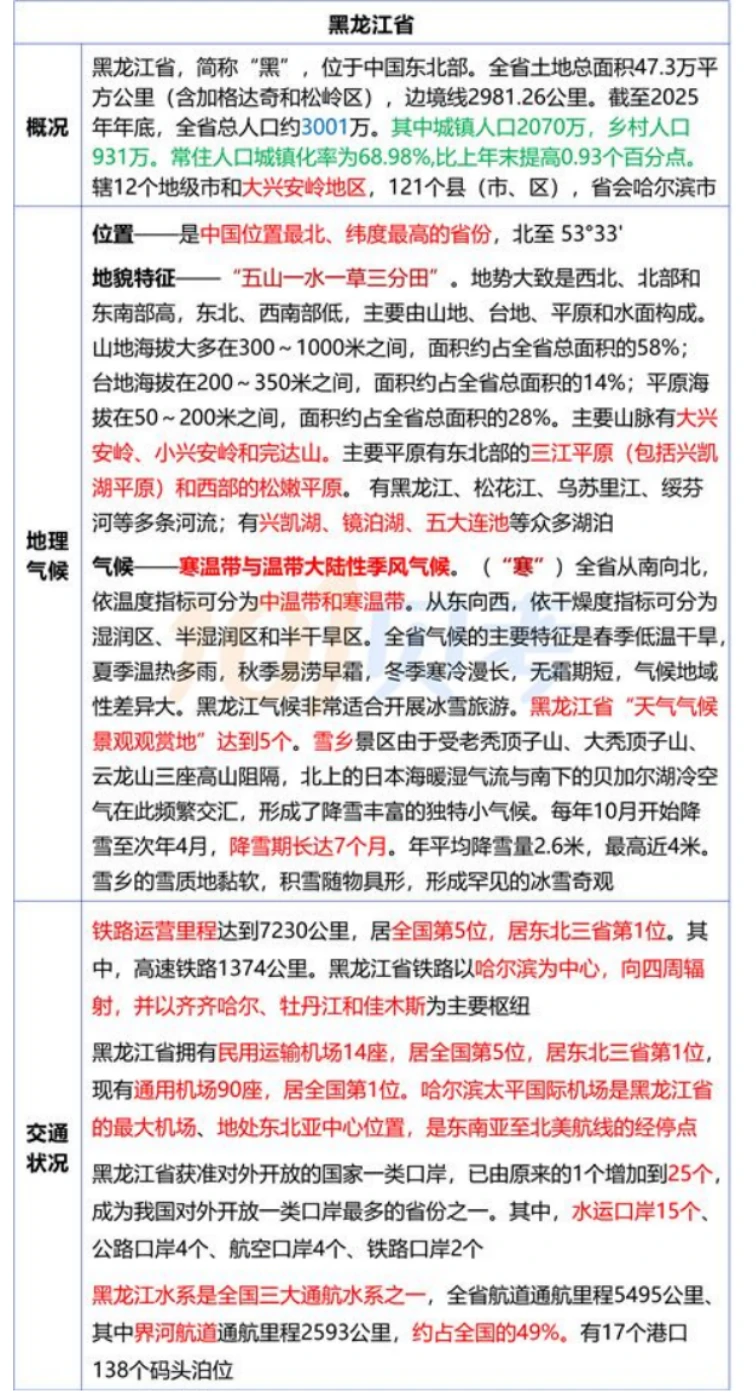 黑龙江省
概况
黑龙江省，简称“黑”，位于中国东北部。全省土地总面积47.3万平
方公里（含加格达奇和松岭区），边境线2981.26公里。截至2025
年年底，全省总人口约3001万。其中城镇人口2070万，乡村人口
931万。常住人口城镇化率为68.98%,比上年末提高0.93个百分点。
辖12个地级市和大兴安岭地区，121个县（市、区），省会哈尔滨市
地理
气候
位置——是中国位置最北、纬度最高的省份，北至 53°33'
地貌特征——“五山一水一草三分田”。地势大致是西北、北部和
东南部高，东北、西南部低，主要由山地、台地、平原和水面构成。
山地海拔大多在300～1000米之间，面积约占全省总面积的58%；
台地海拔在200～350米之间，面积约占全省总面积的14%；平原海
拔在50～200米之间，面积约占全省总面积的28%。主要山脉有大兴
安岭、小兴安岭和完达山。主要平原有东北部的三江平原（包括兴凯
湖平原）和西部的松嫩平原。 有黑龙江、松花江、乌苏里江、绥芬
河等多条河流；有兴凯湖、镜泊湖、五大连池等众多湖泊
气候——寒温带与温带大陆性季风气候。（“寒”）全省从南向北，
依温度指标可分为中温带和寒温带。从东向西，依干燥度指标可分为
湿润区、半湿润区和半干旱区。全省气候的主要特征是春季低温干旱，
夏季温热多雨，秋季易涝早霜，冬季寒冷漫长，无霜期短，气候地域
性差异大。黑龙江气候非常适合开展冰雪旅游。黑龙江省“天气气候
景观观赏地”达到5个。雪乡景区由于受老秃顶子山、大秃顶子山、
云龙山三座高山阻隔，北上的日本海暖湿气流与南下的贝加尔湖冷空
气在此频繁交汇，形成了降雪丰富的独特小气候。每年10月开始降
雪至次年4月，降雪期长达7个月。年平均降雪量2.6米，最高近4米。
雪乡的雪质地黏软，积雪随物具形，形成罕见的冰雪奇观
101贝考
交通
状况
铁路运营里程达到7230公里，居全国第5位，居东北三省第1位。其
中，高速铁路1374公里。黑龙江省铁路以哈尔滨为中心，向四周辐
射，并以齐齐哈尔、牡丹江和佳木斯为主要枢纽
黑龙江省拥有民用运输机场14座，居全国第5位，居东北三省第1位，
现有通用机场90座，居全国第1位。哈尔滨太平国际机场是黑龙江省
的最大机场、地处东北亚中心位置，是东南亚至北美航线的经停点
黑龙江省获准对外开放的国家一类口岸，已由原来的1个增加到25个，
成为我国对外开放一类口岸最多的省份之一。其中，水运口岸15个、
公路口岸4个、航空口岸4个、铁路口岸2个
黑龙江水系是全国三大通航水系之一，全省航道通航里程5495公里、
其中界河航道通航里程2593公里，约占全国的49%。有17个港口
138个码头泊位